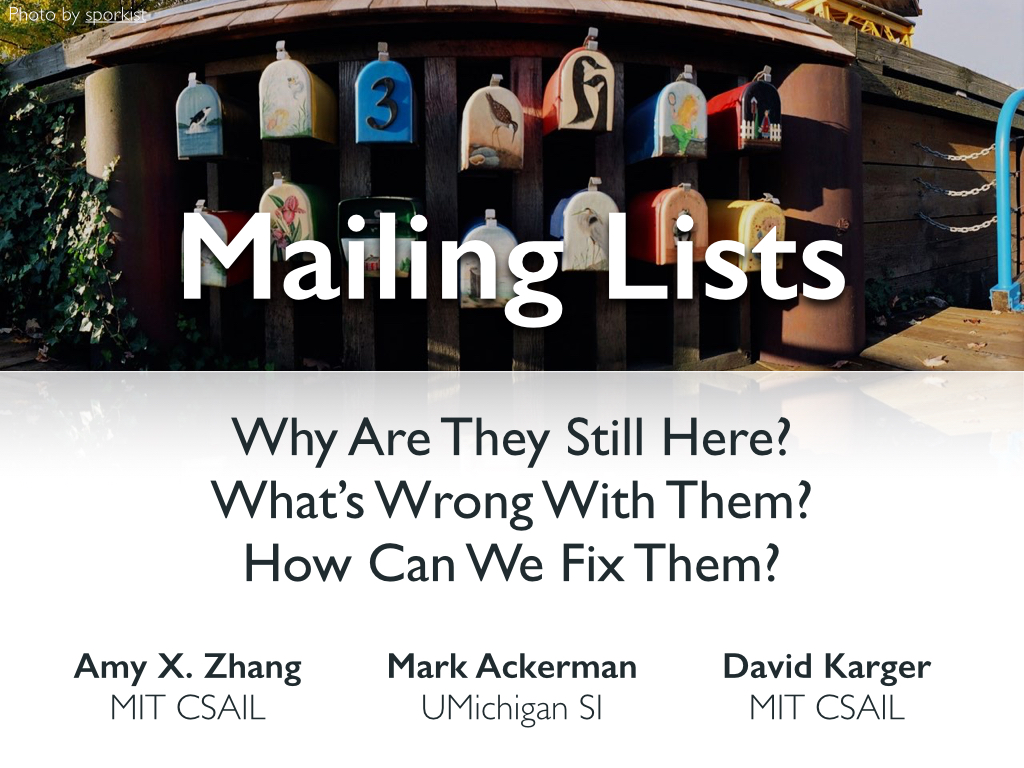 Photo by sporkist
3
Mailing Lists
Why Are They Still Here?
What’s Wrong With Them?
How Can We Fix Them?
Amy X. Zhang Mark Ackerman David Karger
MIT CSAIL UMichigan SI MIT CSAIL